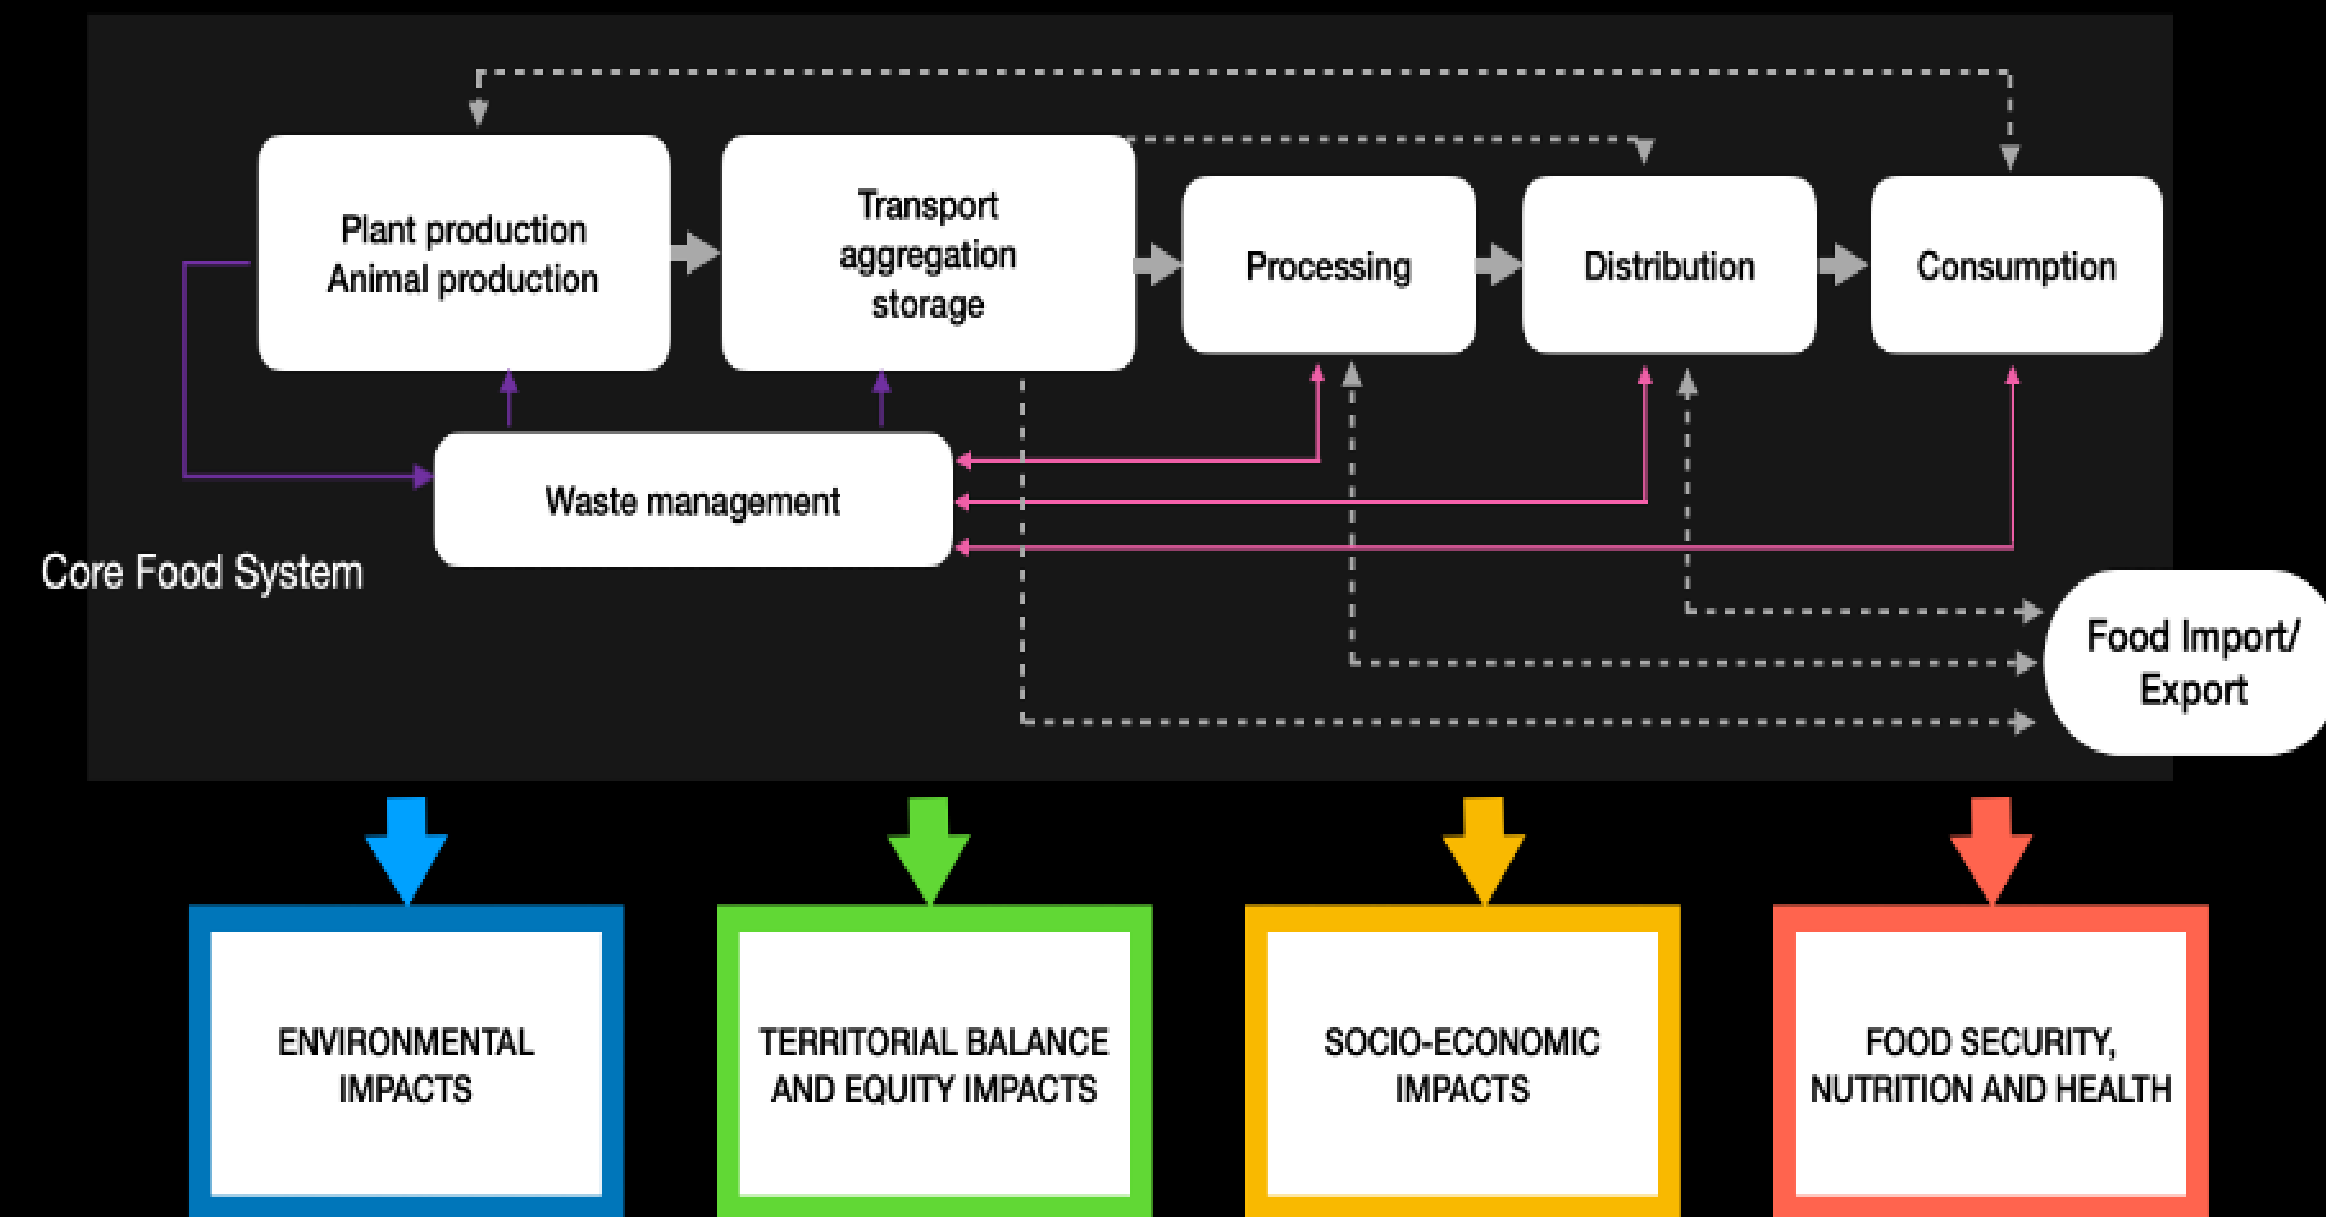 Plant production
Animal production
Transport
aggregation
storage
Processing
Distribution
Consumption
Waste management
Core Food System
Food Import/
Export
ENVIRONMENTAL
IMPACTS
TERRITORIAL BALANCE
AND EQUITY IMPACTS
SOCIO-ECONOMIC
IMPACTS
FOOD SECURITY,
NUTRITION AND HEALTH